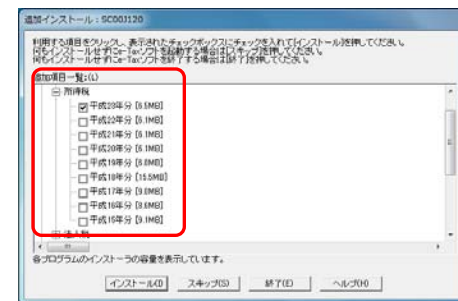 追加インストール : SC00J120
利用する項目をクリックし、表示されたチェックボックスにチェックを入れて[インストール]を押してください。
何もインストールせずにe-Taxソフトを起動する場合は[スキップ]を押してください。
何もインストールせずにe-Taxソフトを終了する場合は[終了]を押してください。
追加項目一覧:(L)
所得税
平成23年分 [8.5MB]
平成22年分 [8.1MB]
平成21年分 [8.1MB]
平成20年分 [8.1MB]
平成19年分 [8.0MB]
平成18年分 [15.5MB]
平成17年分 [9.0MB]
平成16年分 [8.6MB]
平成15年分 [9.1MB]
法人税
各プログラムのインストーラの容量を表示しています。
インストール(I) スキップ(S) 終了(E) ヘルプ(H)